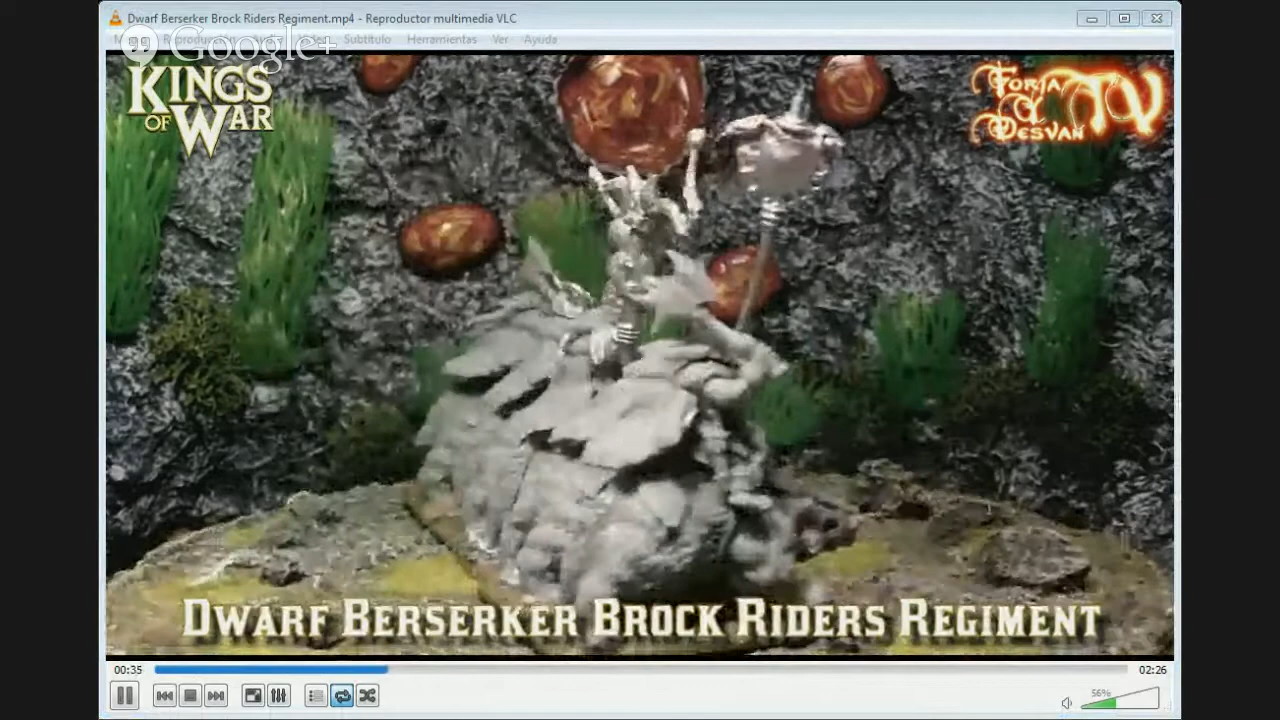 Dwarf Berserker Brock Riders Regiment.mp4 - Reproductor multimedia VLC
Subtítulo Herramientas Ver Ayuda
Google+
KINGS
OF WAR
FORJA
DESVAN
TV
DWARF BERSERKER BROCK RIDERS REGIMENT
00:35
02:26
56%